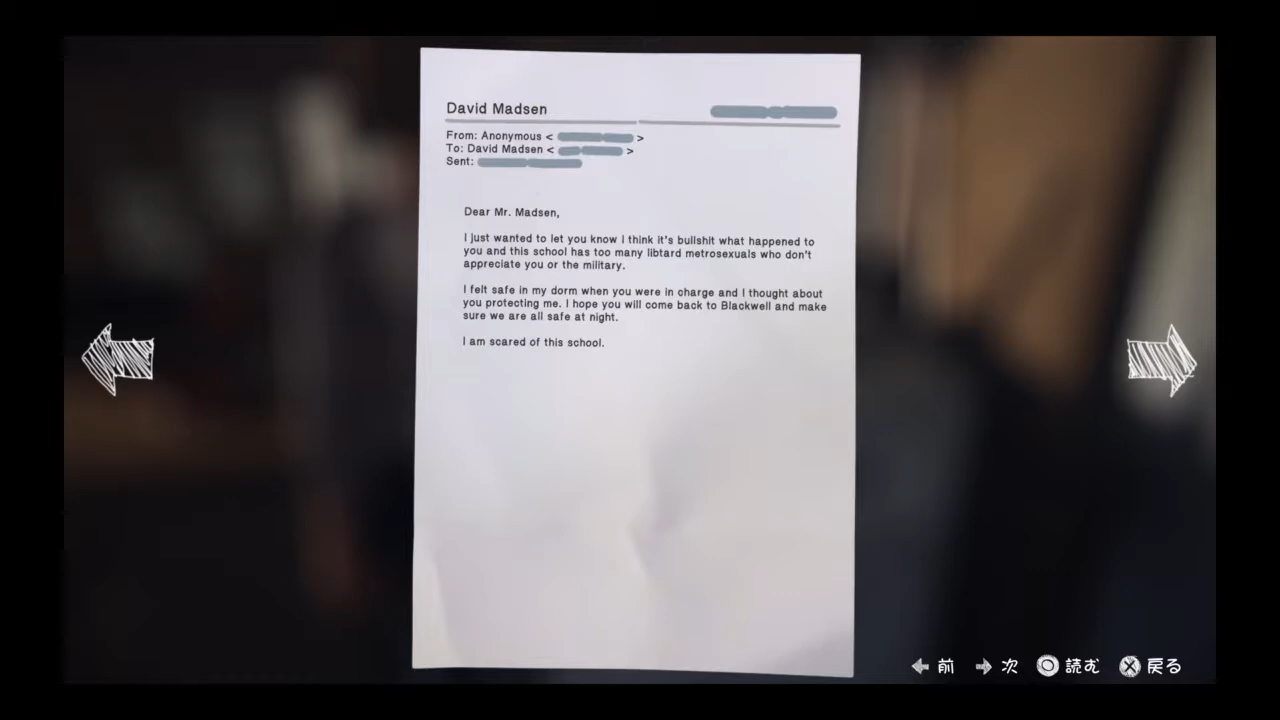 David Madsen
From: Anonymous < >
To: David Madsen < >
Sent:
Dear Mr. Madsen,
I just wanted to let you know I think it's bullshit what happened to
you and this school has too many libtard metrosexuals who don't
appreciate you or the military.
I felt safe in my dorm when you were in charge and I thought about
you protecting me. I hope you will come back to Blackwell and make
sure we are all safe at night.
I am scared of this school.
前 次 読む 戻る